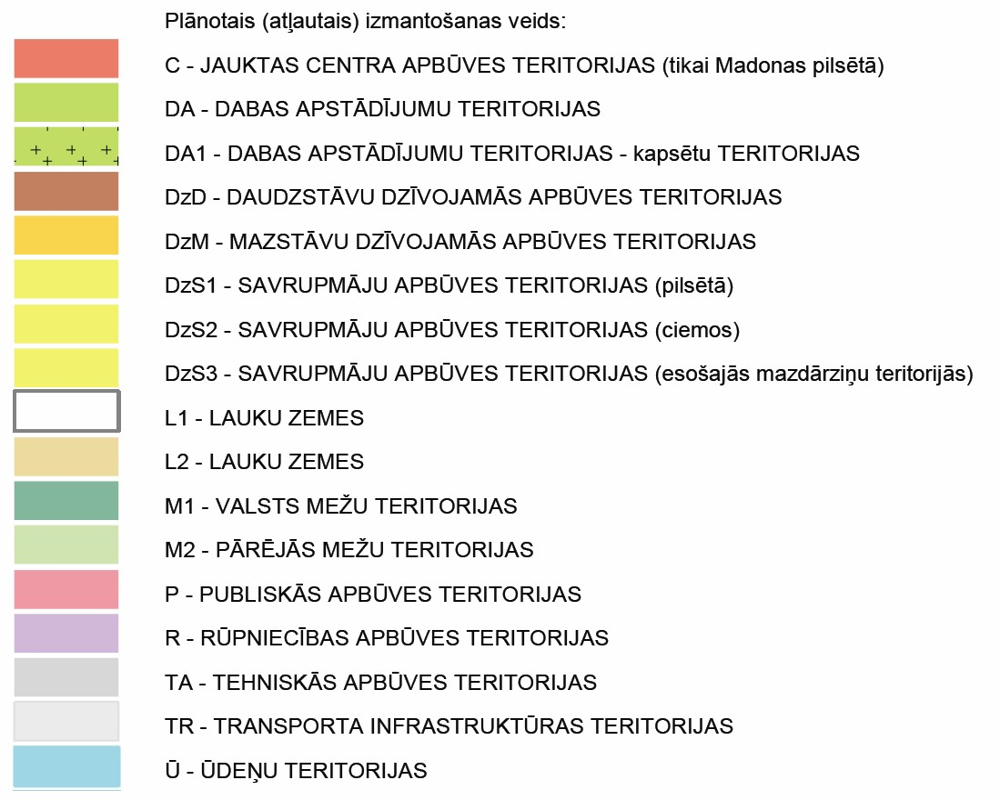 Plānotais (atļautais) izmantošanas veids:
C - JAUKTAS CENTRA APBŪVES TERITORIJAS (tikai Madonas pilsētā)
DA - DABAS APSTĀDĪJUMU TERITORIJAS
DA1 - DABAS APSTĀDĪJUMU TERITORIJAS - kapsētu TERITORIJAS
DzD - DAUDZSTĀVU DZĪVOJAMĀS APBŪVES TERITORIJAS
DzM - MAZSTĀVU DZĪVOJAMĀS APBŪVES TERITORIJAS
DzS1 - SAVRUPMĀJU APBŪVES TERITORIJAS (pilsētā)
DzS2 - SAVRUPMĀJU APBŪVES TERITORIJAS (ciemos)
DzS3 - SAVRUPMĀJU APBŪVES TERITORIJAS (esošajās mazdārziņu teritorijās)
L1 - LAUKU ZEMES
L2 - LAUKU ZEMES
M1 - VALSTS MEŽU TERITORIJAS
M2 - PĀRĒJĀS MEŽU TERITORIJAS
P - PUBLISKĀS APBŪVES TERITORIJAS
R - RŪPNIECĪBAS APBŪVES TERITORIJAS
TA - TEHNISKĀS APBŪVES TERITORIJAS
TR - TRANSPORTA INFRASTRUKTŪRAS TERITORIJAS
Ū - ŪDEŅU TERITORIJAS